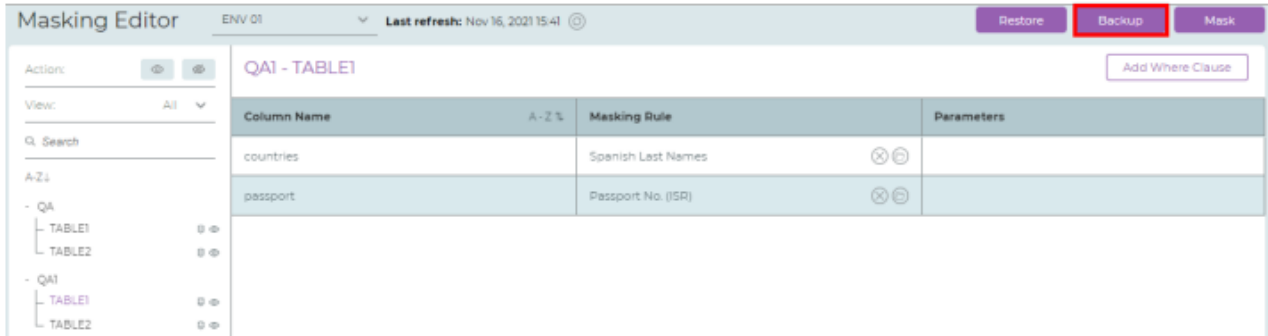 Masking Editor ENV 01 Last refresh: Nov 16, 2021 15:41 Restore Backup Mask
Action:
View: All
Search
A-Z↓
- QA
TABLE1
TABLE2
- QA1
TABLE1
TABLE2
QA1 - TABLE1 Add Where Clause
Column Name A-Z Masking Rule Parameters
countries Spanish Last Names
passport Passport No. (ISR)